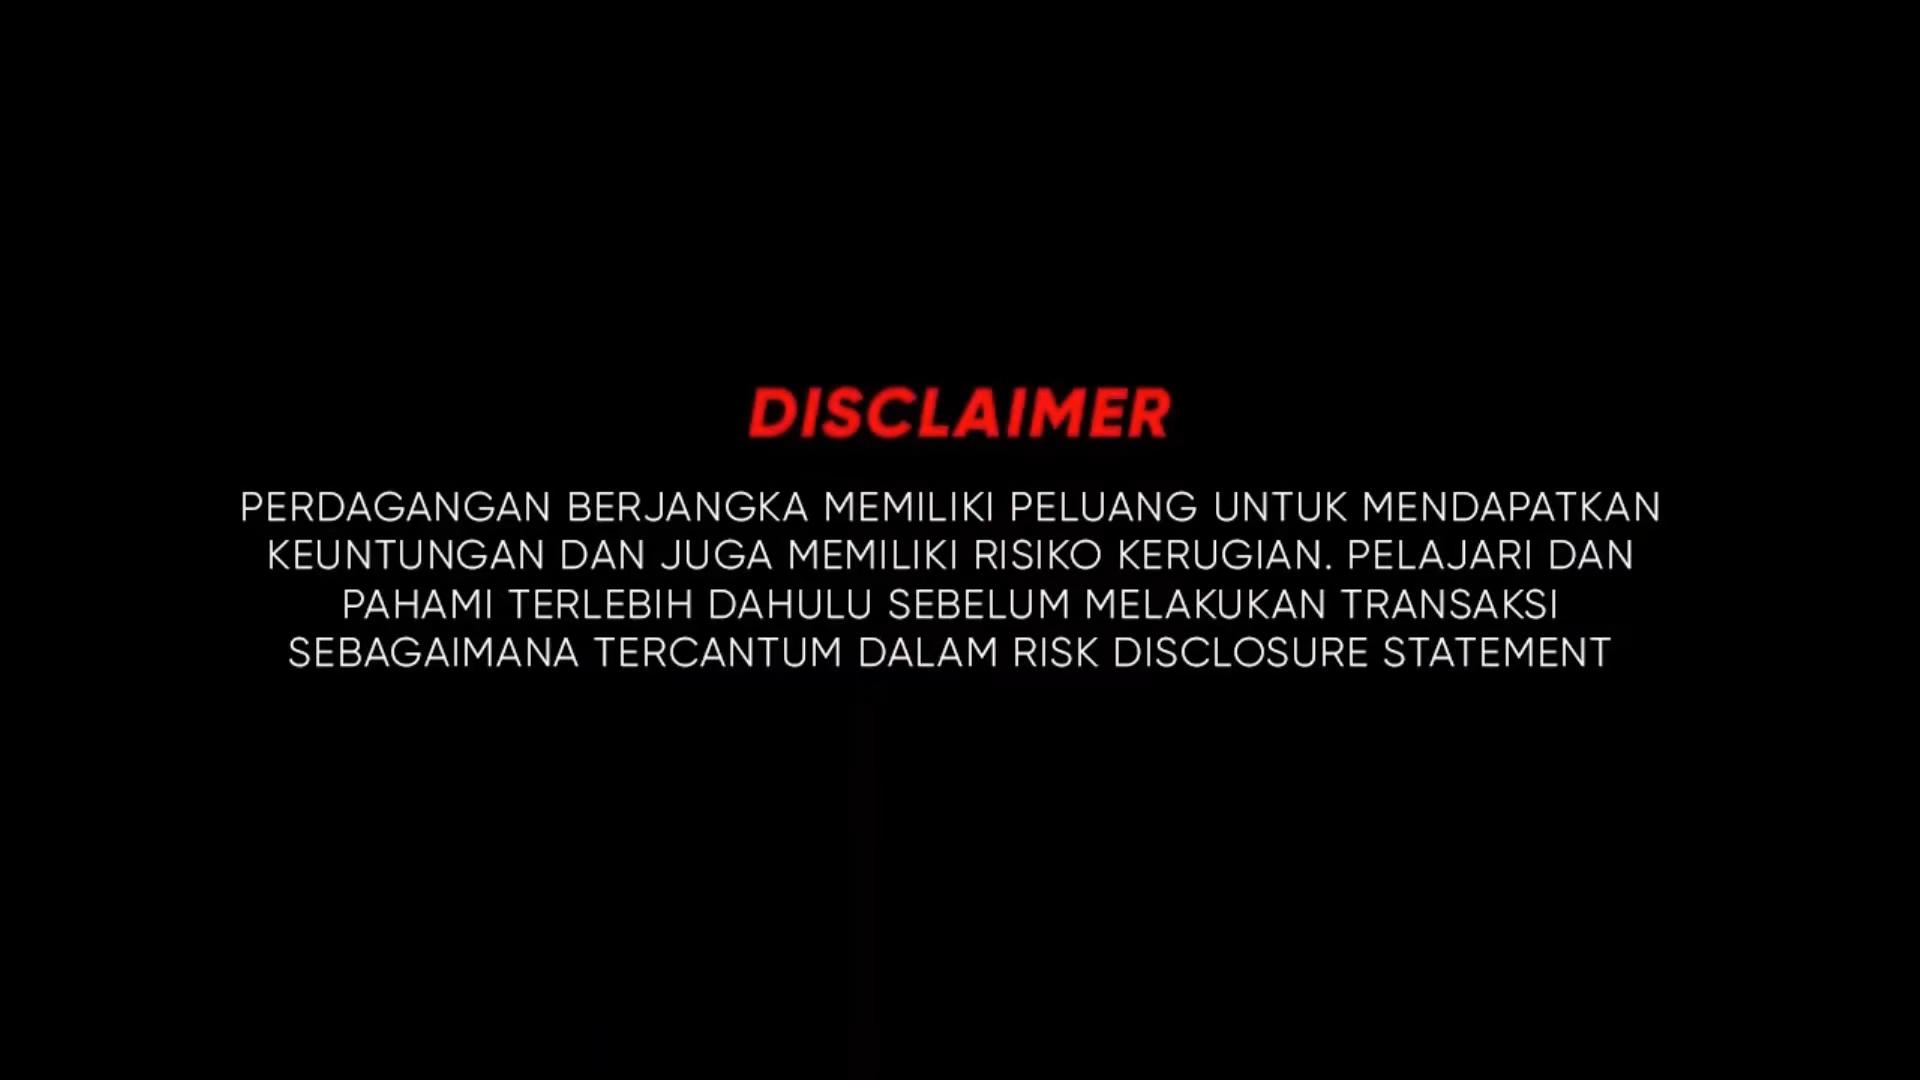 DISCLAIMER
PERDAGANGAN BERJANGKA MEMILIKI PELUANG UNTUK MENDAPATKAN
KEUNTUNGAN DAN JUGA MEMILIKI RISIKO KERUGIAN. PELAJARI DAN
PAHAMI TERLEBIH DAHULU SEBELUM MELAKUKAN TRANSAKSI
SEBAGAIMANA TERCANTUM DALAM RISK DISCLOSURE STATEMENT